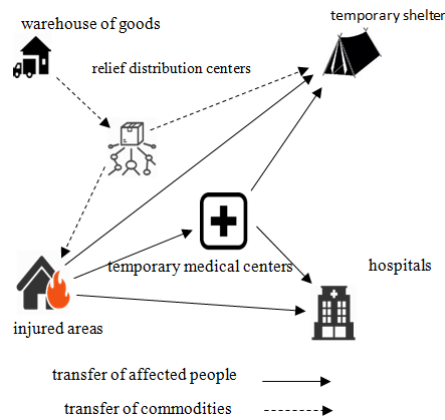 warehouse of goods
temporary shelter
relief distribution centers
temporary medical centers
hospitals
injured areas
transfer of affected people
transfer of commodities